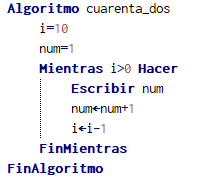 Algoritmo cuarenta_dos
i=10
num=1
Mientras i>0 Hacer
Escribir num
num←num+1
i←i-1
FinMientras
FinAlgoritmo